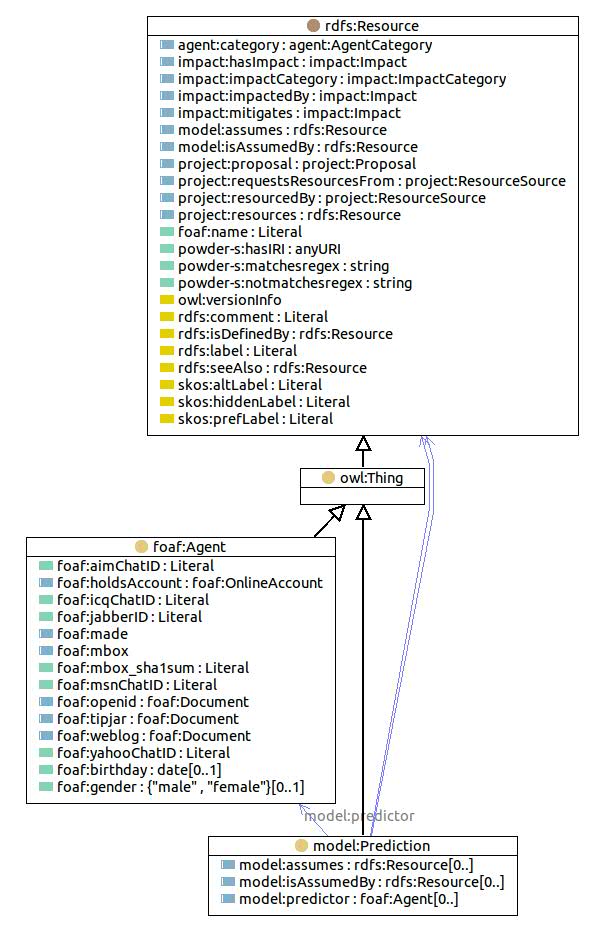 rdfs:Resource
agent:category : agent:AgentCategory
impact:hasImpact : impact:Impact
impact:impactCategory : impact:ImpactCategory
impact:impactedBy : impact:Impact
impact:mitigates : impact:Impact
model:assumes : rdfs:Resource
model:isAssumedBy : rdfs:Resource
project:proposal : project:Proposal
project:requestsResourcesFrom : project:ResourceSource
project:resourcedBy : project:ResourceSource
project:resources : rdfs:Resource
foaf:name : Literal
powder-s:hasIRI : anyURI
powder-s:matchesregex : string
powder-s:notmatchesregex : string
owl:versionInfo
rdfs:comment : Literal
rdfs:isDefinedBy : rdfs:Resource
rdfs:label : Literal
rdfs:seeAlso : rdfs:Resource
skos:altLabel : Literal
skos:hiddenLabel : Literal
skos:prefLabel : Literal
owl:Thing
foaf:Agent
foaf:aimChatID : Literal
foaf:holdsAccount : foaf:OnlineAccount
foaf:icqChatID : Literal
foaf:jabberID : Literal
foaf:made
foaf:mbox
foaf:mbox_sha1sum : Literal
foaf:msnChatID : Literal
foaf:openid : foaf:Document
foaf:tipjar : foaf:Document
foaf:weblog : foaf:Document
foaf:yahooChatID : Literal
foaf:birthday : date[0..1]
foaf:gender : {"male" , "female"}[0..1]
model:predictor
model:Prediction
model:assumes : rdfs:Resource[0..]
model:isAssumedBy : rdfs:Resource[0..]
model:predictor : foaf:Agent[0..]